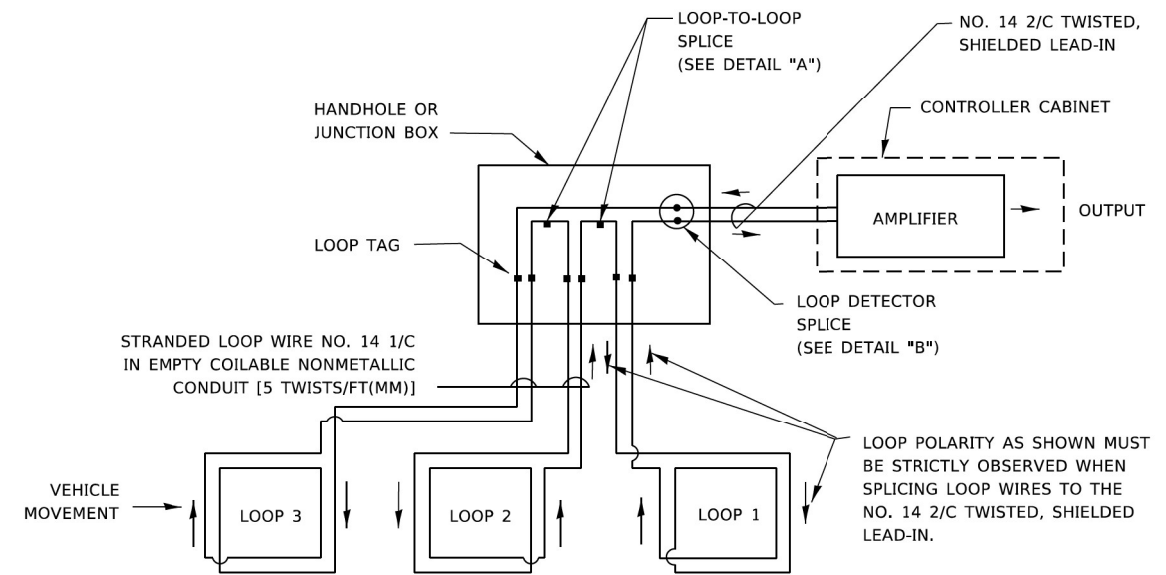 LOOP-TO-LOOP
SPLICE
(SEE DETAIL "A")
NO. 14 2/C TWISTED,
SHIELDED LEAD-IN
HANDHOLE OR
JUNCTION BOX
CONTROLLER CABINET
AMPLIFIER
OUTPUT
LOOP TAG
LOOP DETECTOR
SPLICE
(SEE DETAIL "B")
STRANDED LOOP WIRE NO. 14 1/C
IN EMPTY COILABLE NONMETALLIC
CONDUIT [5 TWISTS/FT(MM)]
LOOP POLARITY AS SHOWN MUST
BE STRICTLY OBSERVED WHEN
SPLICING LOOP WIRES TO THE
NO. 14 2/C TWISTED, SHIELDED
LEAD-IN.
VEHICLE
MOVEMENT
LOOP 3
LOOP 2
LOOP 1